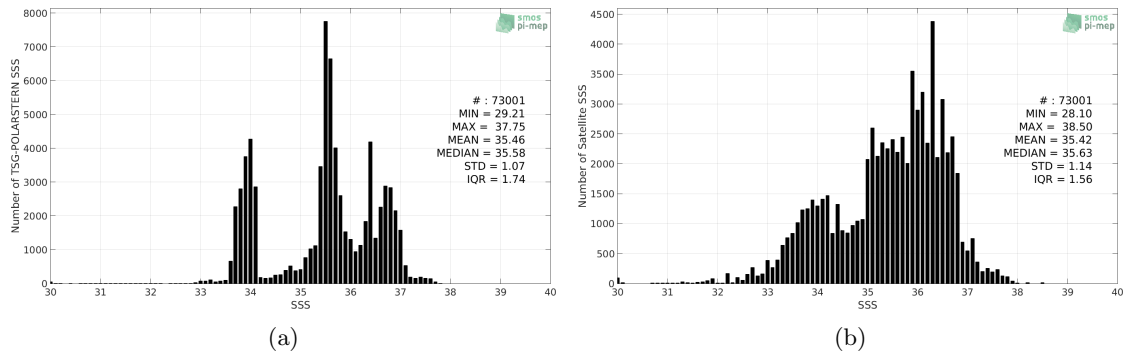 smos
pi-mep
Number of TSG-POLARSTERN SSS
8000
7000
6000
5000
4000
3000
2000
1000
0
# : 73001
MIN = 29.21
MAX = 37.75
MEAN = 35.46
MEDIAN = 35.58
STD = 1.07
IQR = 1.74
30 31 32 33 34 35 36 37 38 39 40
SSS
(a)
smos
pi-mep
Number of Satellite SSS
4500
4000
3500
3000
2500
2000
1500
1000
500
0
# : 73001
MIN = 28.10
MAX = 38.50
MEAN = 35.42
MEDIAN = 35.63
STD = 1.14
IQR = 1.56
30 31 32 33 34 35 36 37 38 39 40
SSS
(b)